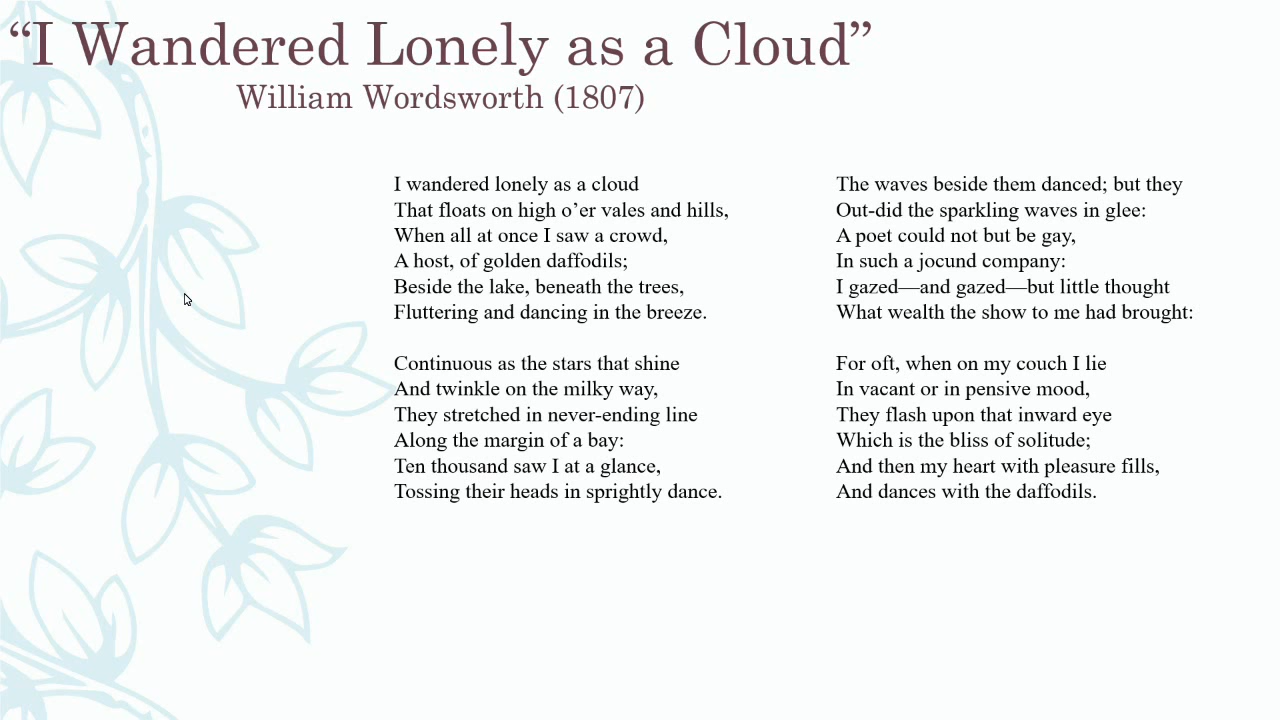 “I Wandered Lonely as a Cloud”
William Wordsworth (1807)
I wandered lonely as a cloud
That floats on high o’er vales and hills,
When all at once I saw a crowd,
A host, of golden daffodils;
Beside the lake, beneath the trees,
Fluttering and dancing in the breeze.
Continuous as the stars that shine
And twinkle on the milky way,
They stretched in never-ending line
Along the margin of a bay:
Ten thousand saw I at a glance,
Tossing their heads in sprightly dance.
The waves beside them danced; but they
Out-did the sparkling waves in glee:
A poet could not but be gay,
In such a jocund company:
I gazed—and gazed—but little thought
What wealth the show to me had brought:
For oft, when on my couch I lie
In vacant or in pensive mood,
They flash upon that inward eye
Which is the bliss of solitude;
And then my heart with pleasure fills,
And dances with the daffodils.